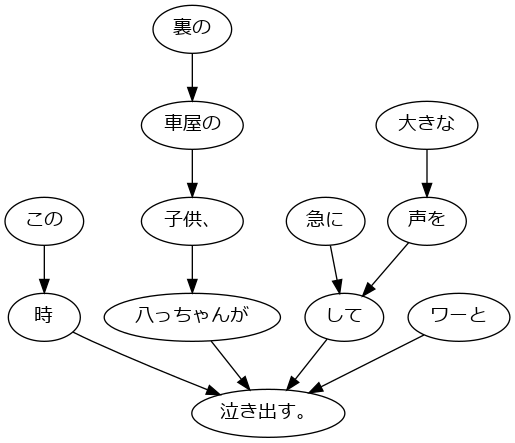 裏の
車屋の
大きな
この
子供、
急に
声を
時
八っちゃんが
して
ワーと
泣き出す。